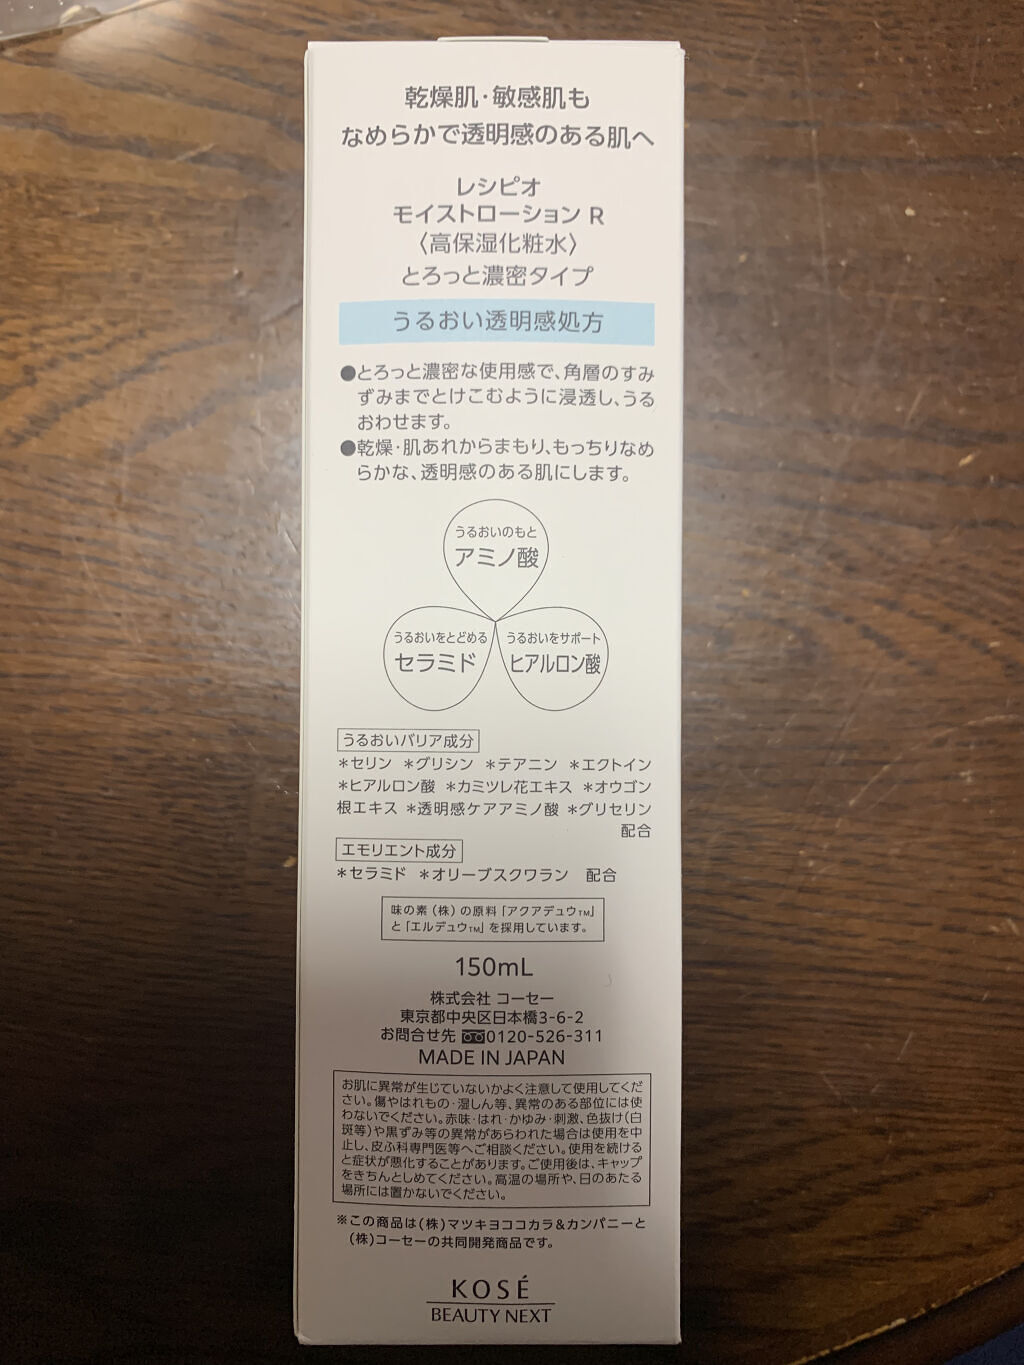 乾燥肌・敏感肌も
なめらかで透明感のある肌へ
レシピオ
モイストローション R
〈高保湿化粧水〉
とろっと濃密タイプ
うるおい透明感処方
●とろっと濃密な使用感で、角層のすみ
ずみまでとけこむように浸透し、うる
おわせます。
●乾燥・肌あれからまもり、もっちりなめ
らかな、透明感のある肌にします。
うるおいのもと
アミノ酸
うるおいをとどめる
セラミド
うるおいをサポート
ヒアルロン酸
うるおいバリア成分
＊セリン ＊グリシン ＊テアニン ＊エクトイン
＊ヒアルロン酸 ＊カミツレ花エキス ＊オウゴン
根エキス ＊透明感ケアアミノ酸 ＊グリセリン
配合
エモリエント成分
＊セラミド ＊オリーブスクワラン 配合
味の素（株）の原料「アクアデュウTM」
と「エルデュウTM」を採用しています。
150mL
株式会社 コーセー
東京都中央区日本橋3-6-2
お問合せ先 0120-526-311
MADE IN JAPAN
お肌に異常が生じていないかよく注意して使用してくだ
さい。傷やはれもの・湿しん等、異常のある部位には使
わないでください。赤味・はれ・かゆみ・刺激、色抜け（白
斑等）や黒ずみ等の異常があらわれた場合は使用を中
止し、皮ふ科専門医等へご相談ください。使用を続ける
と症状が悪化することがあります。ご使用後は、キャップ
をきちんとしめてください。高温の場所や、日のあたる
場所には置かないでください。
※この商品は（株）マツキヨココカラ＆カンパニーと
（株）コーセーの共同開発商品です。
KOSÉ
BEAUTY NEXT